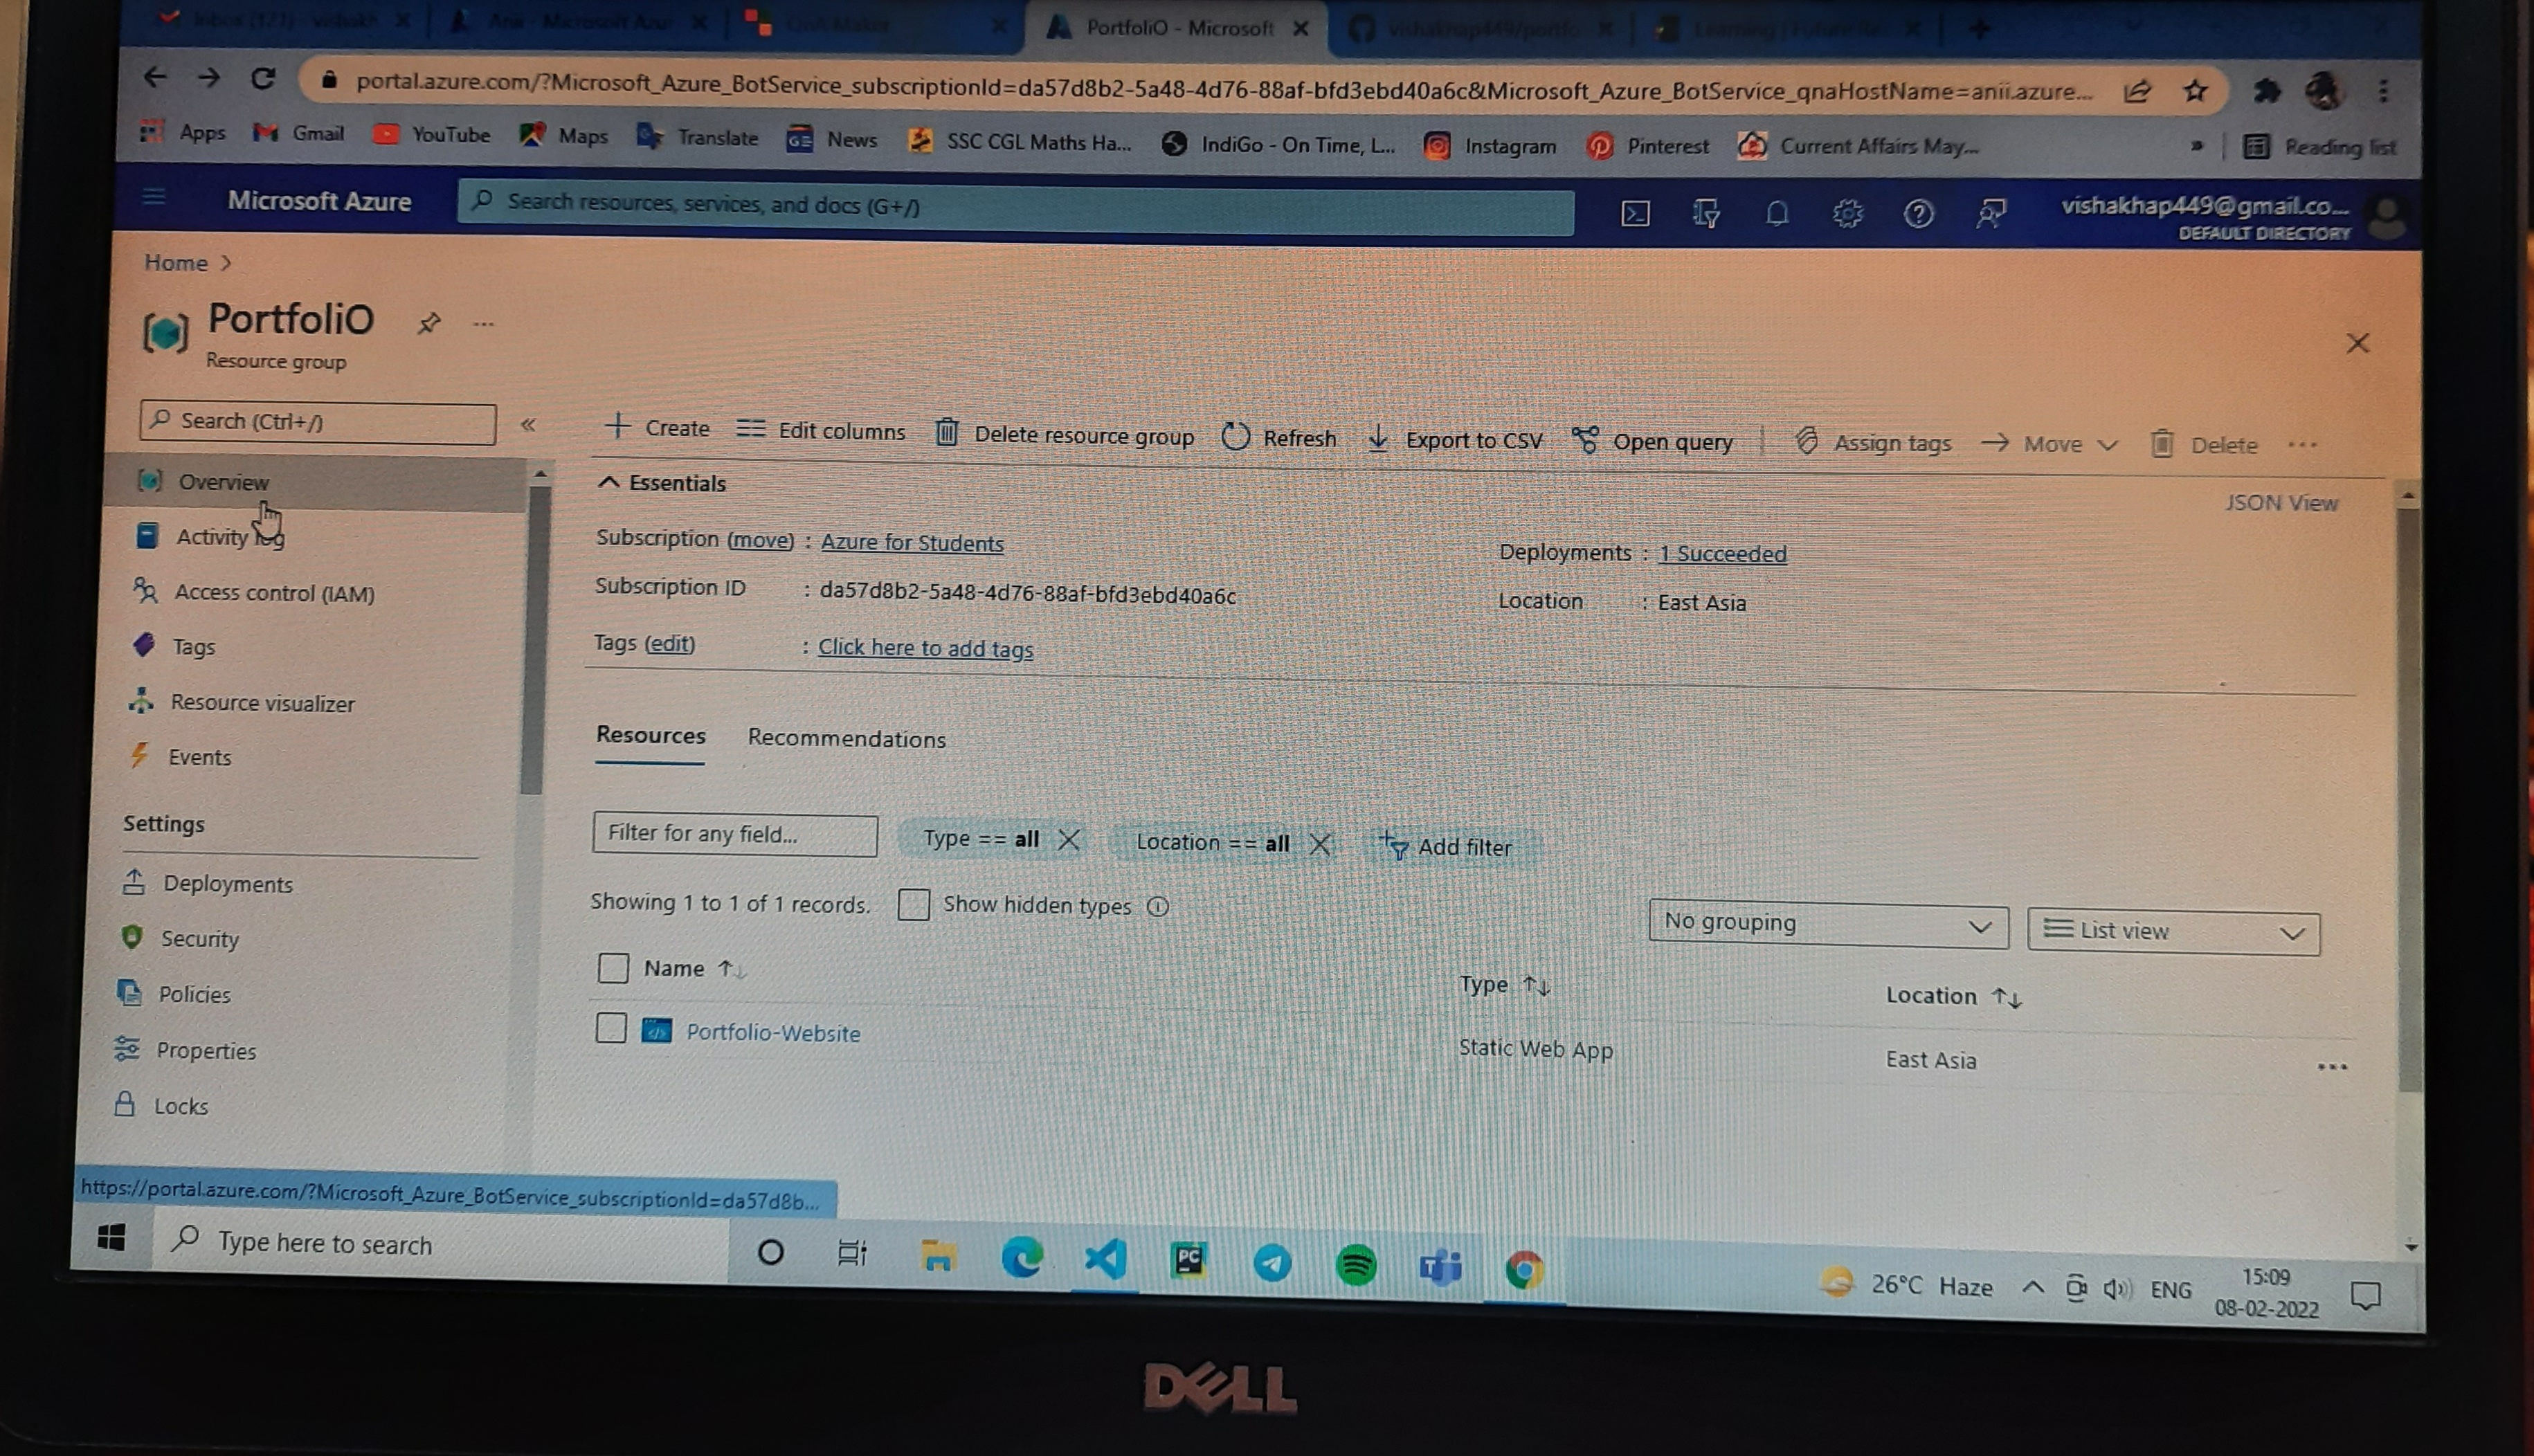 PortfoliO - Microsoft
portal.azure.com/?Microsoft_Azure_BotService_subscriptionId=da57d8b2-5a48-4d76-88af-bfd3ebd40a6c&Microsoft_Azure_BotService_qnaHostName=anii.azure...
Apps Gmail YouTube Maps Translate News SSC CGL Maths Ha... IndiGo - On Time, L... Instagram Pinterest Current Affairs May... » Reading list
Microsoft Azure Search resources, services, and docs (G+/) vishakhap449@gmail.co...
DEFAULT DIRECTORY
Home >
PortfoliO ...
Resource group
Search (Ctrl+/) «
+ Create Edit columns Delete resource group Refresh Export to CSV Open query Assign tags Move Delete ...
Overview
Activity log
Access control (IAM)
Tags
Resource visualizer
Events
Settings
Deployments
Security
Policies
Properties
Locks
Essentials
JSON View
Subscription (move) : Azure for Students
Deployments : 1 Succeeded
Subscription ID : da57d8b2-5a48-4d76-88af-bfd3ebd40a6c
Location : East Asia
Tags (edit) : Click here to add tags
Resources Recommendations
Filter for any field... Type == all Location == all Add filter
Showing 1 to 1 of 1 records. Show hidden types
No grouping List view
Name Type Location
Portfolio-Website Static Web App East Asia ...
https://portal.azure.com/?Microsoft_Azure_BotService_subscriptionId=da57d8b...
Type here to search
26°C Haze ENG
15:09
08-02-2022
DELL